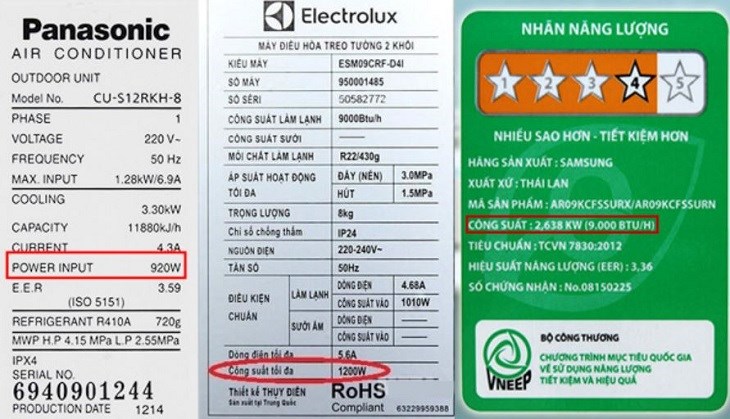 Panasonic
AIR CONDITIONER
OUTDOOR UNIT
Model No. CU-S12RKH-8
PHASE 1
VOLTAGE 220 V~
FREQUENCY 50 Hz
MAX. INPUT 1.28kW/6.9A
COOLING
3.30kW
CAPACITY 11880kJ/h
CURRENT 4.3A
POWER INPUT 920W
E.E.R 3.59
(ISO 5151)
REFRIGERANT R410A 720g
MWP H.P 4.15 MPa L.P 2.55MPa
IPX4
SERIAL NO.
6940901244
PRODUCTION DATE 1214
Electrolux
MÁY ĐIỀU HÒA TREO TƯỜNG 2 KHỐI
KIỂU MÁY ESM09CRF-D4I
SỐ MÁY 950001485
SỐ SÊRI 50582772
CÔNG SUẤT LÀM LẠNH 9000Btu/h
CÔNG SUẤT SƯỞI ——
MÔI CHẤT LÀM LẠNH R22/430g
ÁP SUẤT HOẠT ĐỘNG TỐI ĐA ĐẨY (NÉN) 3.0MPa
HÚT 1.5MPa
TRỌNG LƯỢNG 8kg
Chỉ số chống thấm IP24
NGUỒN ĐIỆN 220-240V~
TẦN SỐ 50Hz
ĐIỀU KIỆN CHUẨN LÀM LẠNH DÒNG ĐIỆN 4.68A
CÔNG SUẤT VÀO 1010W
SƯỞI ẤM DÒNG ĐIỆN ——
CÔNG SUẤT VÀO ——
Dòng điện tối đa 5.6A
Công suất tối đa 1200W
Thiết kế THỤY ĐIỂN
Sản xuất tại Trung Quốc
RoHS
Compliant
63229959388
NHÃN NĂNG LƯỢNG
1 2 3 4 5
NHIỀU SAO HƠN - TIẾT KIỆM HƠN
HÃNG SẢN XUẤT : SAMSUNG
XUẤT XỨ : THÁI LAN
MÃ SẢN PHẨM : AR09KCFSSURX/AR09KCFSSURN
CÔNG SUẤT : 2,638 KW (9.000 BTU/H)
TIÊU CHUẨN : TCVN 7830:2012
HIỆU SUẤT NĂNG LƯỢNG (EER) : 3,36
SỐ CHỨNG NHẬN : No.08150225
VNEEP
BỘ CÔNG THƯƠNG
CHƯƠNG TRÌNH MỤC TIÊU QUỐC GIA
VỀ SỬ DỤNG NĂNG LƯỢNG
TIẾT KIỆM VÀ HIỆU QUẢ